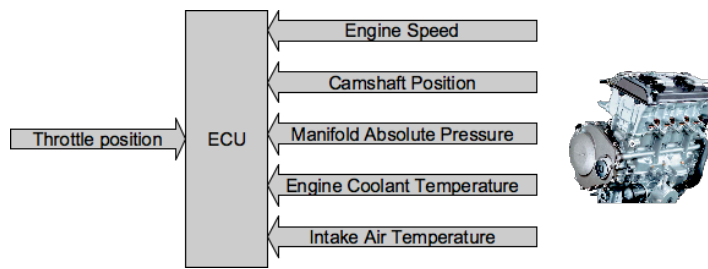 Engine Speed
Camshaft Position
Throttle position
ECU
Manifold Absolute Pressure
Engine Coolant Temperature
Intake Air Temperature